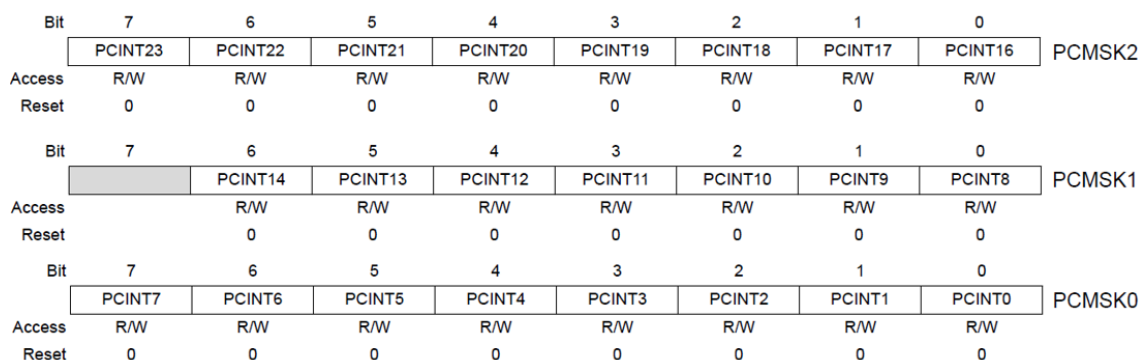 Bit 7 6 5 4 3 2 1 0
PCINT23 PCINT22 PCINT21 PCINT20 PCINT19 PCINT18 PCINT17 PCINT16 PCMSK2
Access R/W R/W R/W R/W R/W R/W R/W R/W
Reset 0 0 0 0 0 0 0 0
Bit 7 6 5 4 3 2 1 0
PCINT14 PCINT13 PCINT12 PCINT11 PCINT10 PCINT9 PCINT8 PCMSK1
Access R/W R/W R/W R/W R/W R/W R/W
Reset 0 0 0 0 0 0 0
Bit 7 6 5 4 3 2 1 0
PCINT7 PCINT6 PCINT5 PCINT4 PCINT3 PCINT2 PCINT1 PCINT0 PCMSK0
Access R/W R/W R/W R/W R/W R/W R/W R/W
Reset 0 0 0 0 0 0 0 0